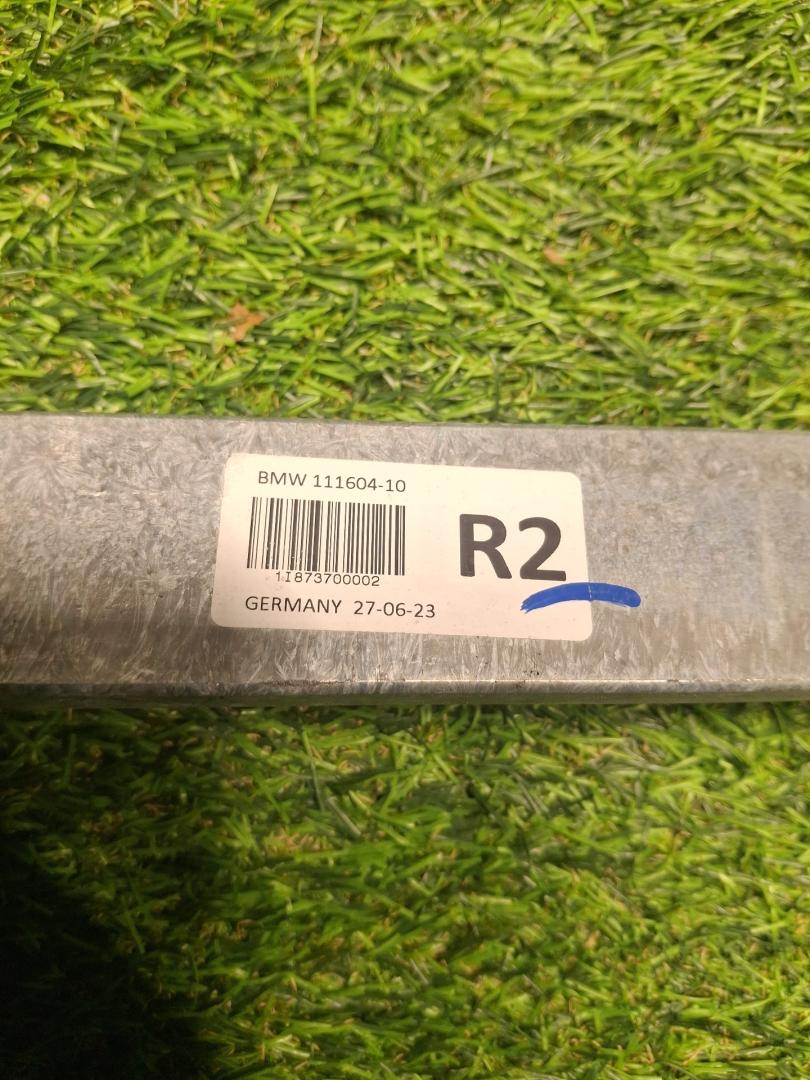 BMW 111604-10
R2
1I873700002
GERMANY 27-06-23